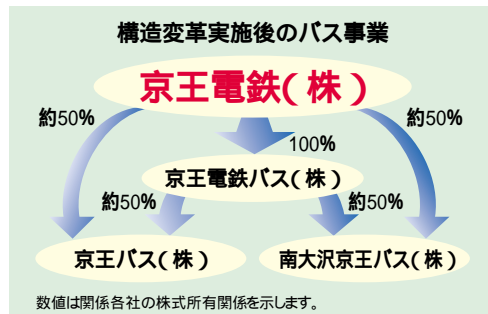 構造変革実施後のバス事業
京王電鉄(株)
約50%
約50%
100%
京王電鉄バス(株)
約50%
約50%
京王バス(株)
南大沢京王バス(株)
数値は関係各社の株式所有関係を示します。